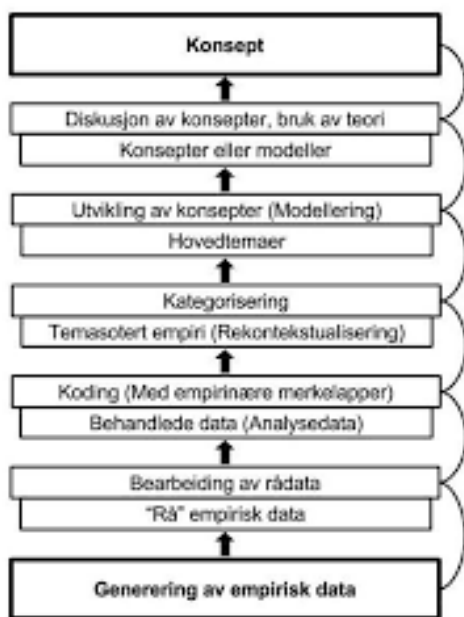 Konsept
Diskusjon av konsepter, bruk av teori
Konsepter eller modeller
Utvikling av konsepter (Modellering)
Hovedtemaer
Kategorisering
Temasotert empiri (Rekontekstualisering)
Koding (Med empirinære merkelapper)
Behandlede data (Analysedata)
Bearbeiding av rådata
“Rå” empirisk data
Generering av empirisk data